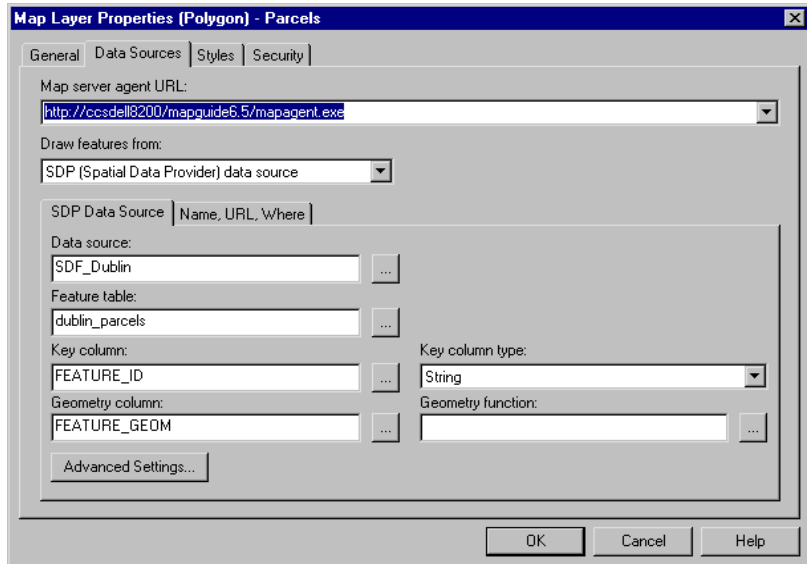 Map Layer Properties (Polygon) - Parcels
General Data Sources Styles Security
Map server agent URL:
http://ccsdell8200/mapguide6.5/mapagent.exe
Draw features from:
SDP (Spatial Data Provider) data source
SDP Data Source Name, URL, Where
Data source:
SDF_Dublin
...
Feature table:
dublin_parcels
...
Key column: Key column type:
FEATURE_ID ... String
Geometry column: Geometry function:
FEATURE_GEOM ... ...
Advanced Settings...
OK Cancel Help